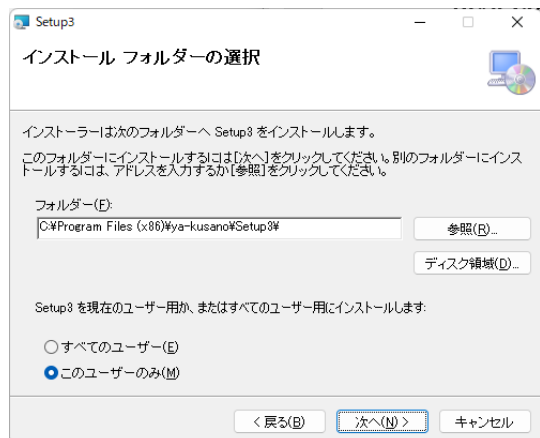 Setup3
インストール フォルダーの選択
インストーラーは次のフォルダーへ Setup3 をインストールします。
このフォルダーにインストールするには[次へ]をクリックしてください。別のフォルダーにインス
トールするには、アドレスを入力するか[参照]をクリックしてください。
フォルダー(F):
C:¥Program Files (x86)¥ya-kusano¥Setup3¥
参照(R)...
ディスク領域(D)...
Setup3 を現在のユーザー用か、またはすべてのユーザー用にインストールします:
すべてのユーザー(E)
このユーザーのみ(M)
< 戻る(B)
次へ(N) >
キャンセル